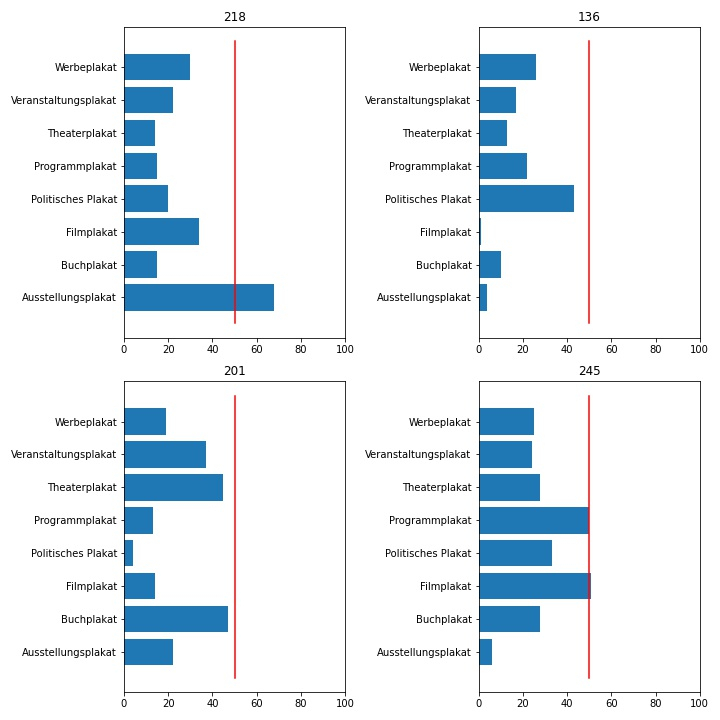 218
Werbeplakat
Veranstaltungsplakat
Theaterplakat
Programmplakat
Politisches Plakat
Filmplakat
Buchplakat
Ausstellungsplakat
0 20 40 60 80 100
136
Werbeplakat
Veranstaltungsplakat
Theaterplakat
Programmplakat
Politisches Plakat
Filmplakat
Buchplakat
Ausstellungsplakat
0 20 40 60 80 100
201
Werbeplakat
Veranstaltungsplakat
Theaterplakat
Programmplakat
Politisches Plakat
Filmplakat
Buchplakat
Ausstellungsplakat
0 20 40 60 80 100
245
Werbeplakat
Veranstaltungsplakat
Theaterplakat
Programmplakat
Politisches Plakat
Filmplakat
Buchplakat
Ausstellungsplakat
0 20 40 60 80 100